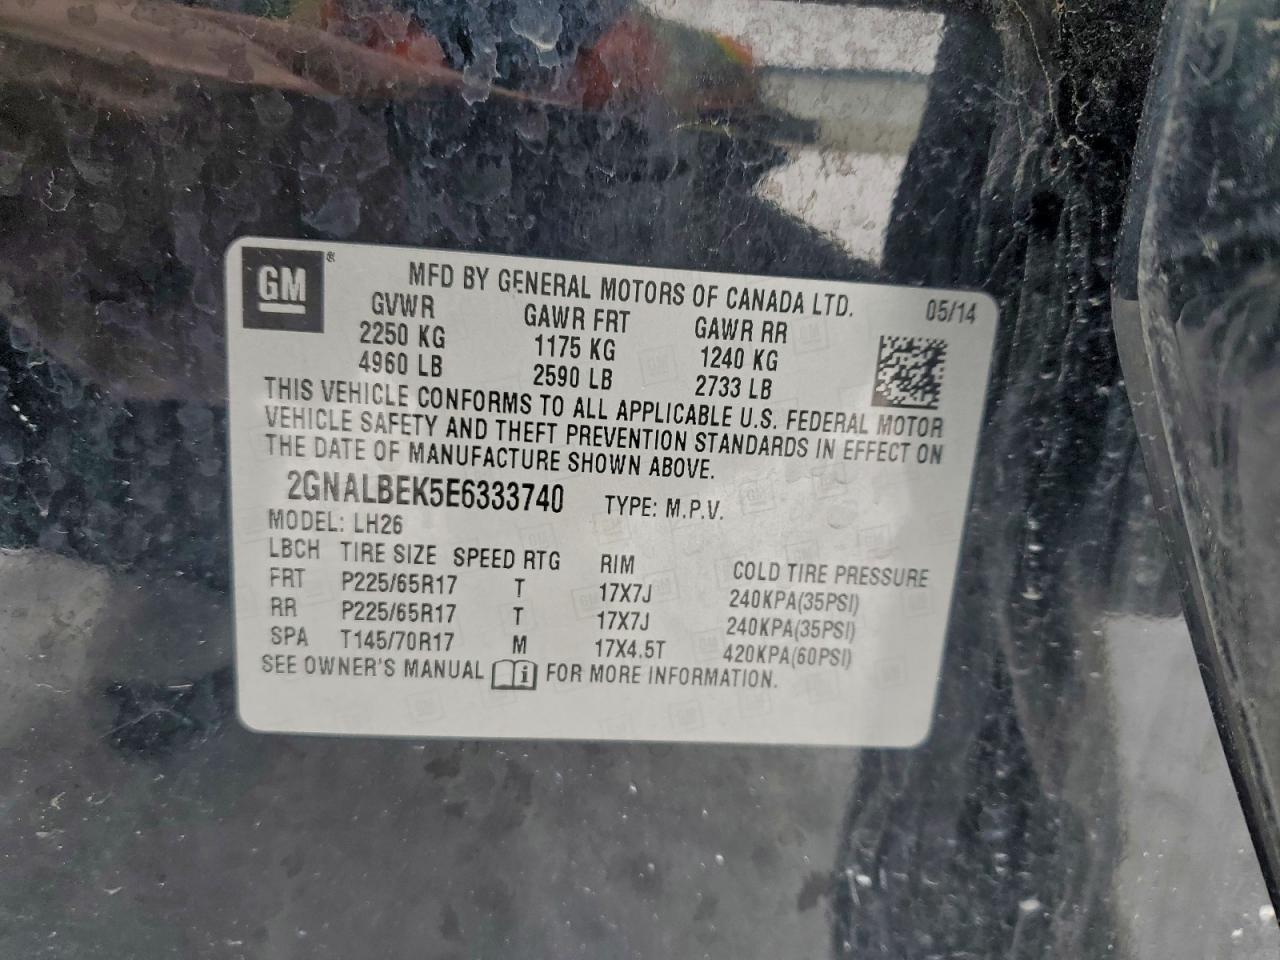 GM®
MFD BY GENERAL MOTORS OF CANADA LTD.
05/14
GVWR GAWR FRT GAWR RR
2250 KG 1175 KG 1240 KG
4960 LB 2590 LB 2733 LB
THIS VEHICLE CONFORMS TO ALL APPLICABLE U.S. FEDERAL MOTOR
VEHICLE SAFETY AND THEFT PREVENTION STANDARDS IN EFFECT ON
THE DATE OF MANUFACTURE SHOWN ABOVE.
2GNALBEK5E6333740 TYPE: M.P.V.
MODEL: LH26
LBCH TIRE SIZE SPEED RTG RIM COLD TIRE PRESSURE
FRT P225/65R17 T 17X7J 240KPA(35PSI)
RR P225/65R17 T 17X7J 240KPA(35PSI)
SPA T145/70R17 M 17X4.5T 420KPA(60PSI)
SEE OWNER'S MANUAL i FOR MORE INFORMATION.